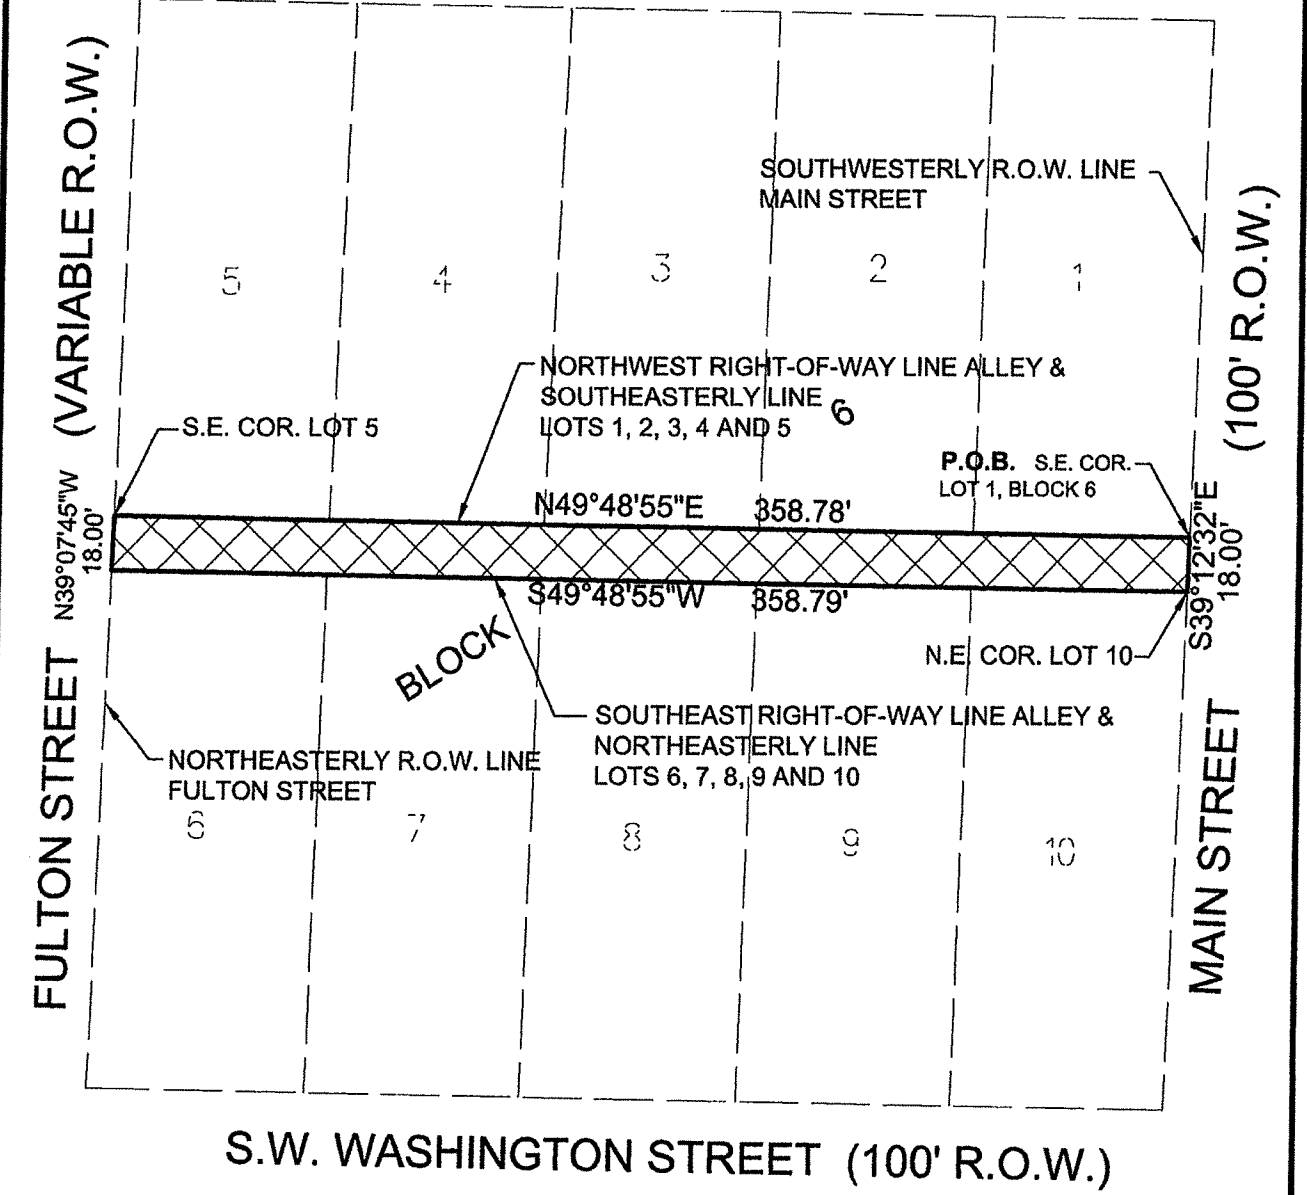 SOUTHWESTERLY R.O.W. LINE
MAIN STREET
(VARIABLE R.O.W.)
(100' R.O.W.)
5
4
3
2
1
NORTHWEST RIGHT-OF-WAY LINE ALLEY &
SOUTHEASTERLY LINE
LOTS 1, 2, 3, 4 AND 5
6
S.E. COR. LOT 5
P.O.B. S.E. COR.
LOT 1, BLOCK 6
N39°07'45"W
18.00'
N49°48'55"E 358.78'
S49°48'55"W 358.79'
S39°12'32"E
18.00'
BLOCK
N.E. COR. LOT 10
SOUTHEAST RIGHT-OF-WAY LINE ALLEY &
NORTHEASTERLY LINE
LOTS 6, 7, 8, 9 AND 10
NORTHEASTERLY R.O.W. LINE
FULTON STREET
FULTON STREET
MAIN STREET
6
7
8
9
10
S.W. WASHINGTON STREET (100' R.O.W.)